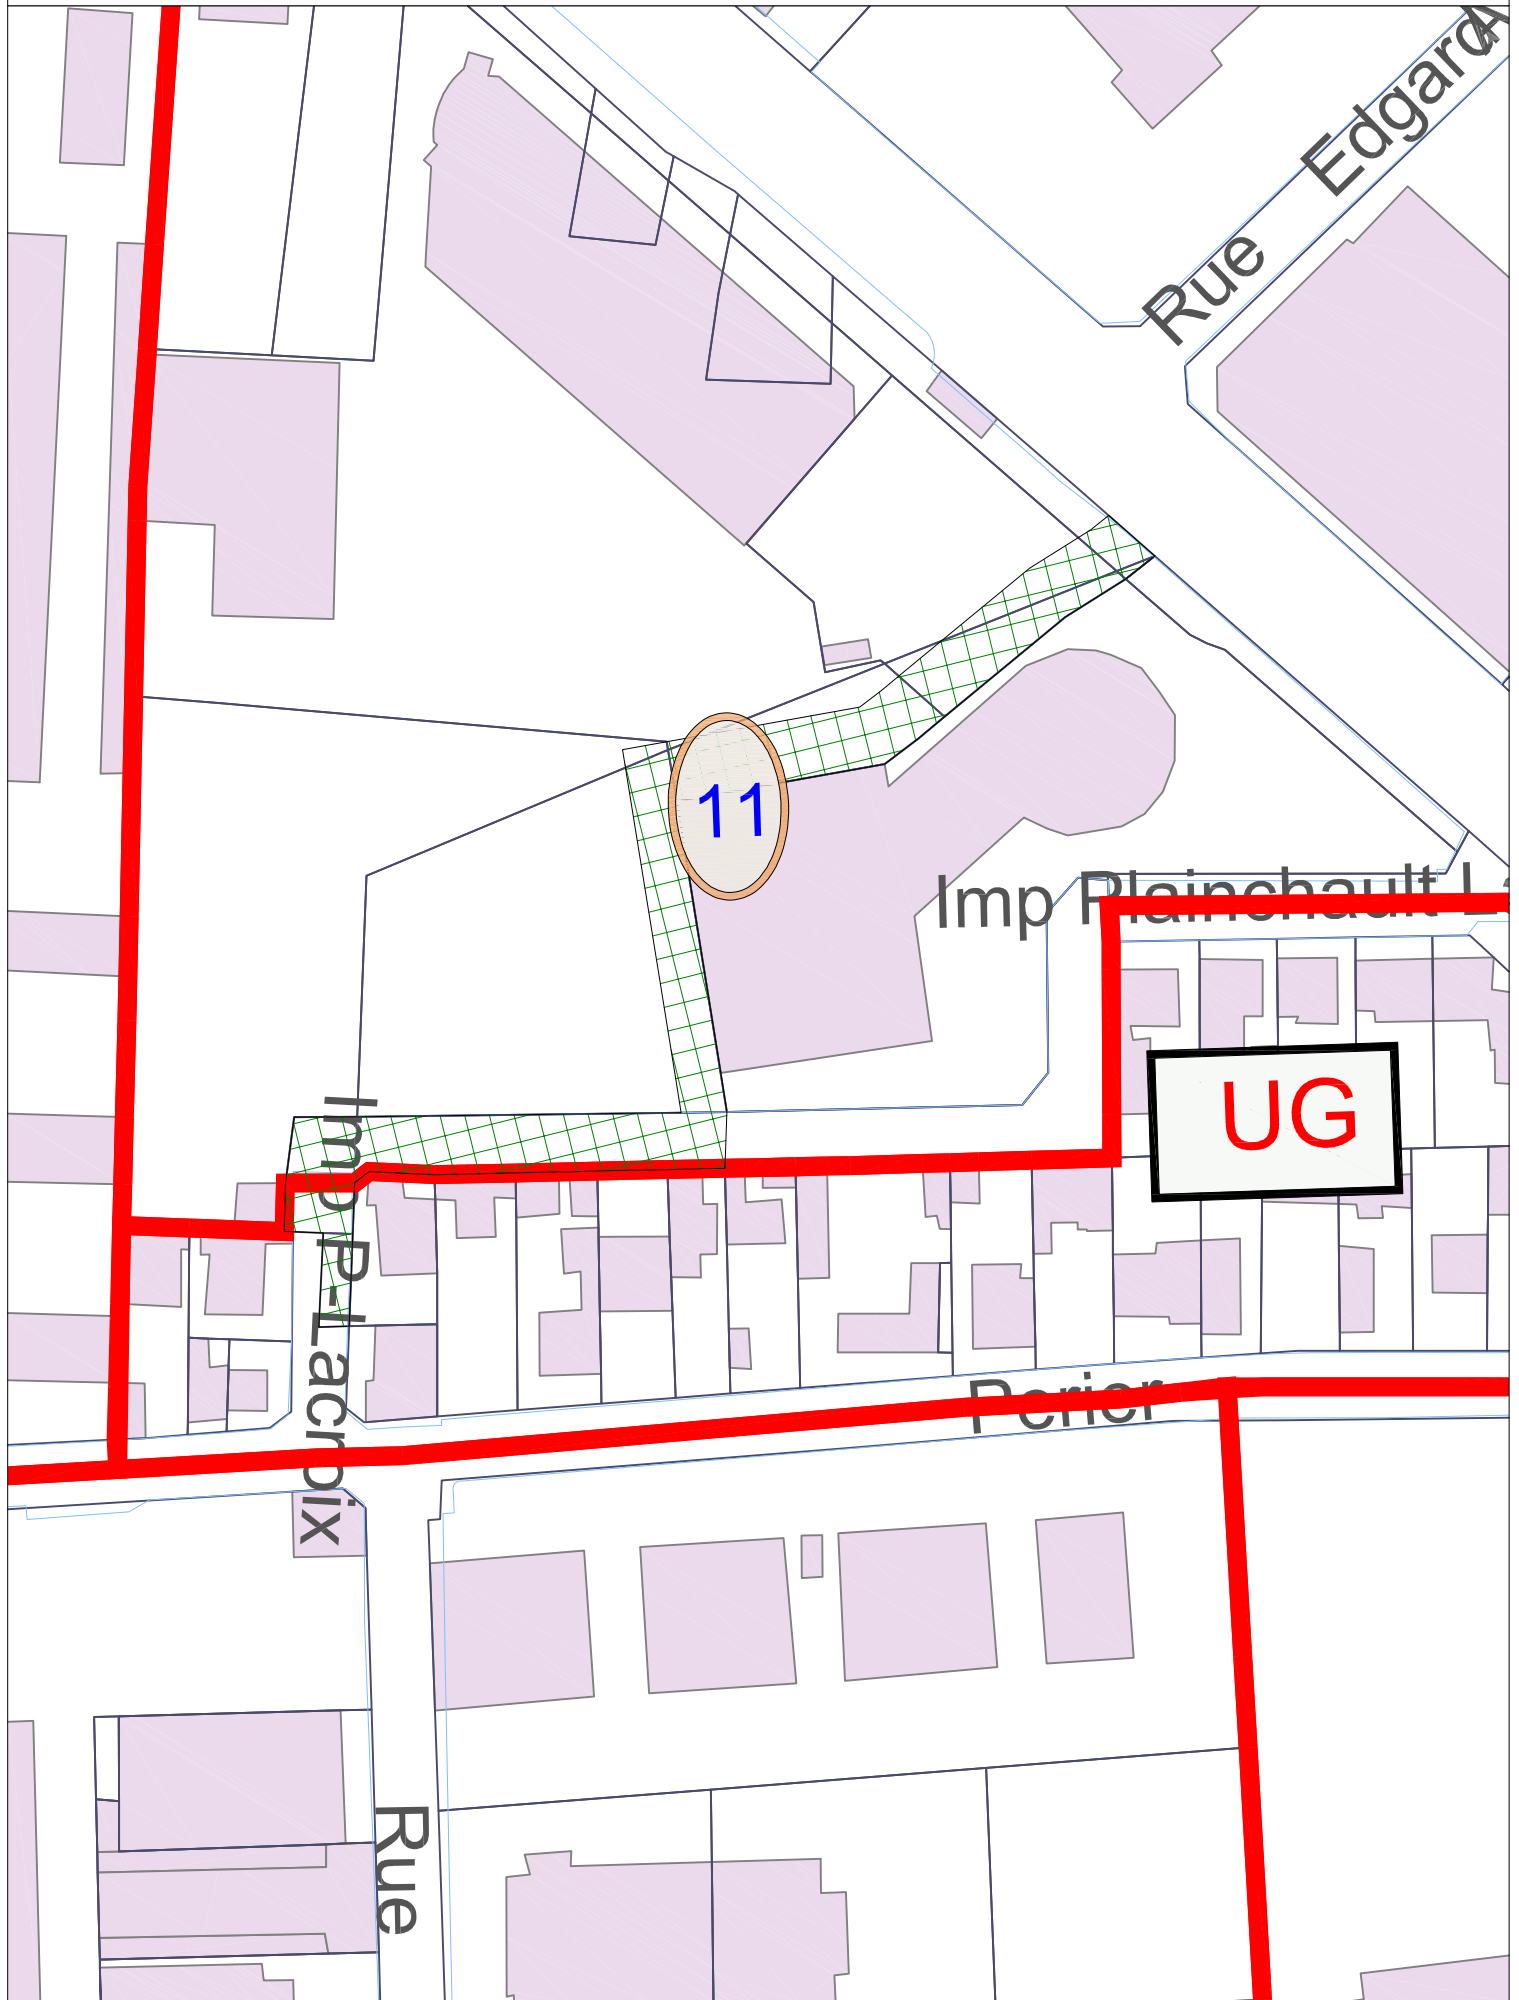 Rue Edgard
11
Imp Plainchault
UG
Imp P-Lacroix
Perier
Rue